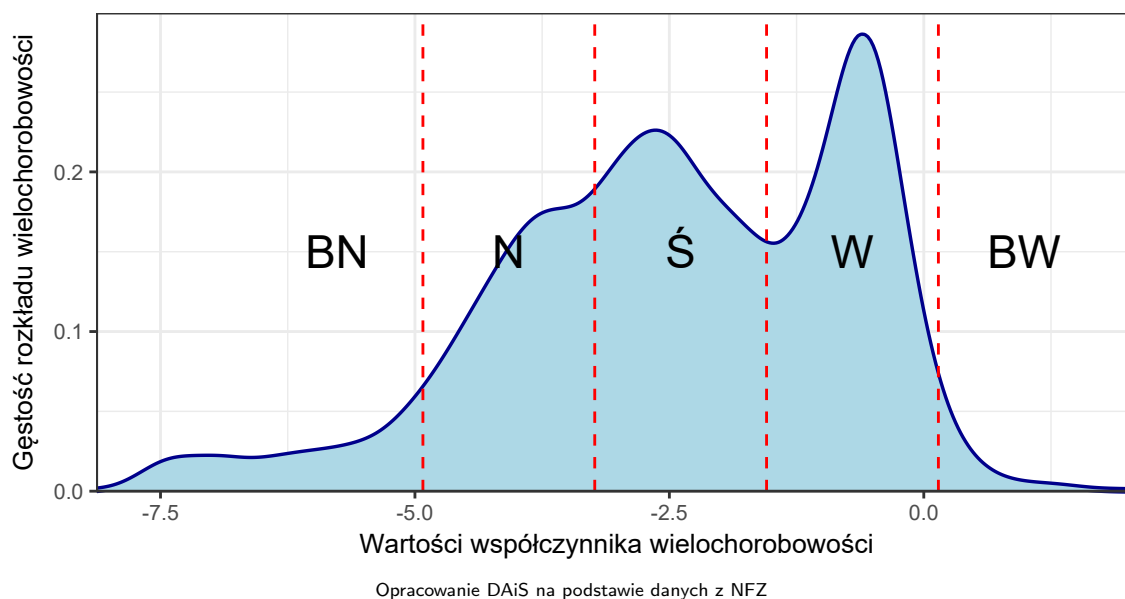 Gęstość rozkładu wielochorobowości
0.2
0.1
0.0
BN N Ś W BW
-7.5 -5.0 -2.5 0.0
Wartości współczynnika wielochorobowości
Opracowanie DAiS na podstawie danych z NFZ